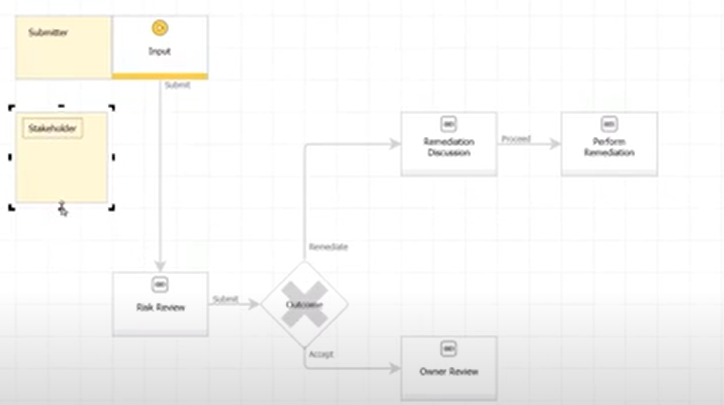 Submitter
Input
Submit
Stakeholder
Remediation
Discussion
Proceed
Perform
Remediation
Remediate
Risk Review
Submit
Outcome
Accept
Owner Review